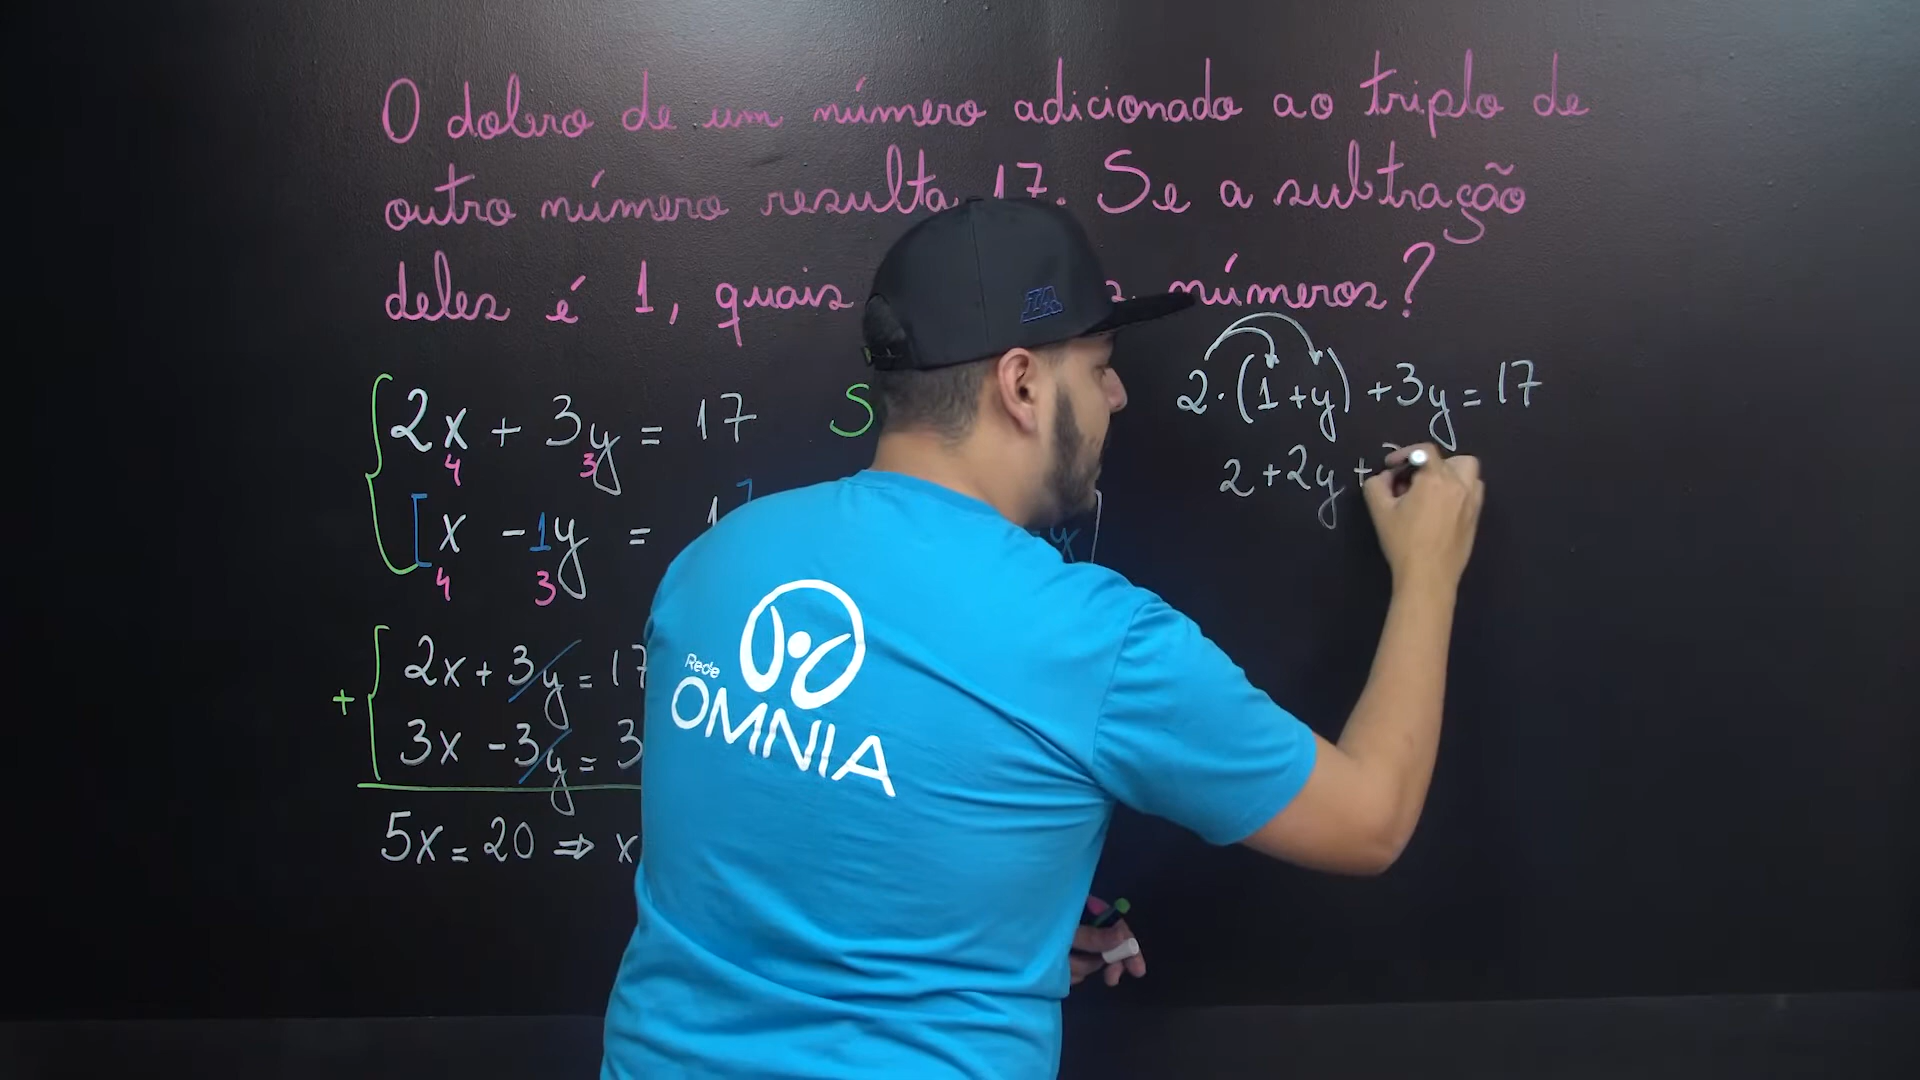 O dobro de um número adicionado ao triplo de
outro número resulta 17. Se a subtração
deles é 1, quais números?
2x + 3y = 17 S
4 3
[x - 1y = 1
4 3
2x + 3y = 17
+
3x - 3y = 3
5x = 20 ⇒ x
2·(1+y) + 3y = 17
2 + 2y +
Rede
OMNIA